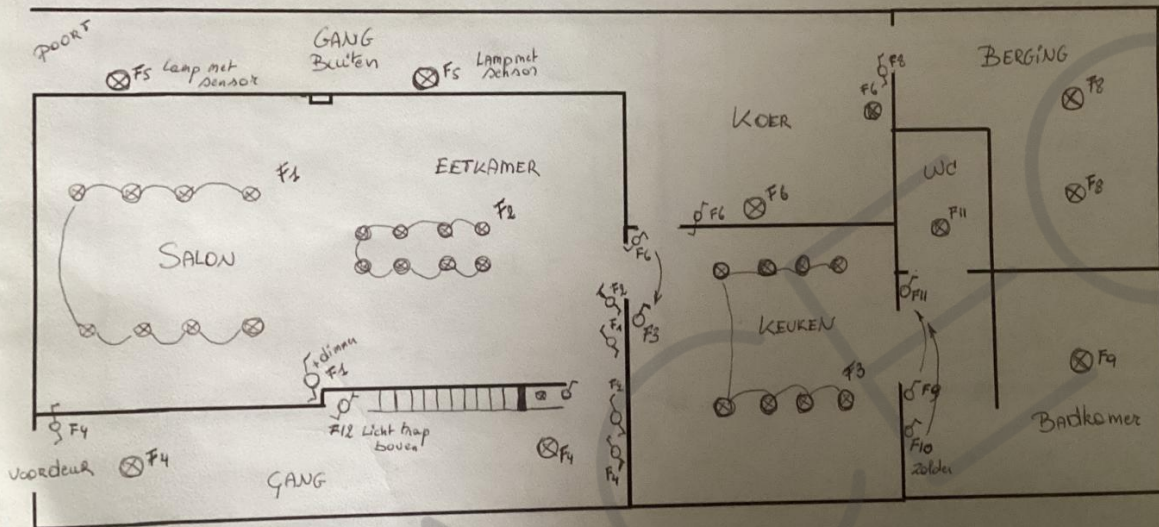 POORT
GANG
Buiten
F5 Lamp met
sensor
F5
Lamp met
sensor
F8
F6
BERGING
F8
KOER
F1
EETKAMER
WC
F8
F2
F6
F6
F11
SALON
F6
F2
F1
F3
F11
KEUKEN
+dimmer
F1
F3
F9
F2
F9
F4
F12 Licht trap
boven
F4
F4
F10
zolder
Badkamer
VOORDEUR
F4
GANG